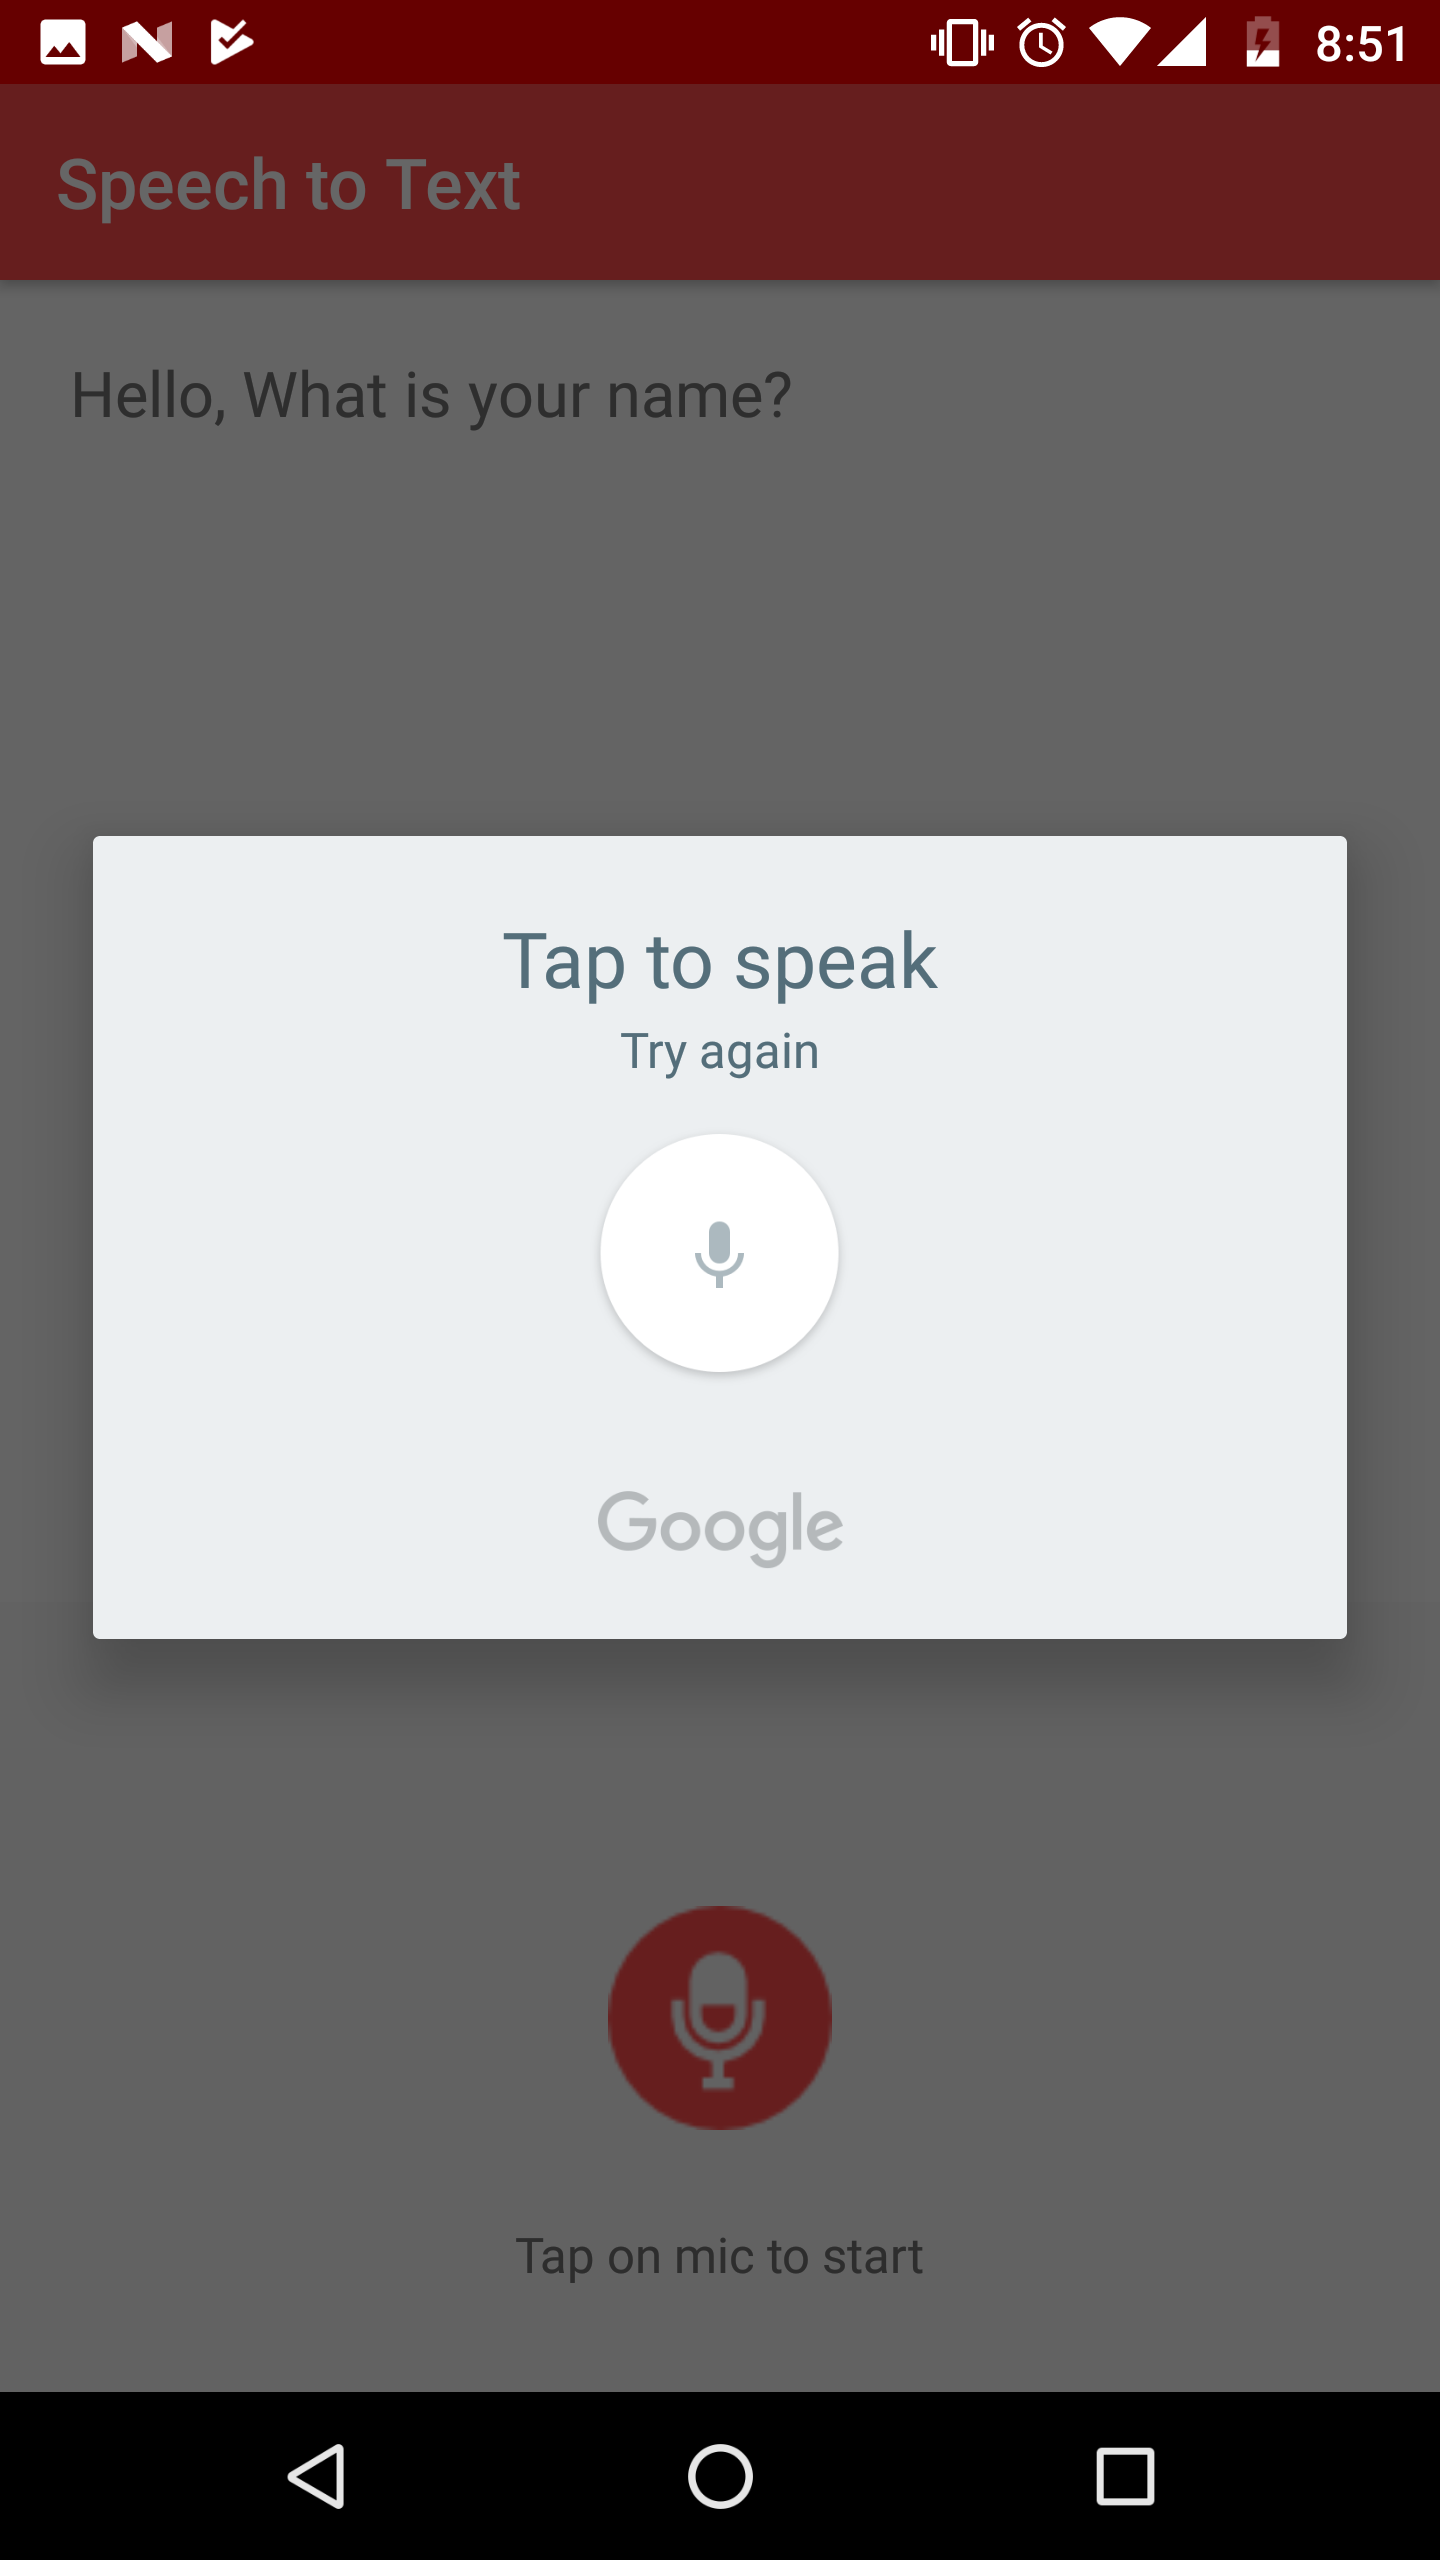 8:51
Speech to Text
Hello, What is your name?
Tap to speak
Try again
Google
Tap on mic to start